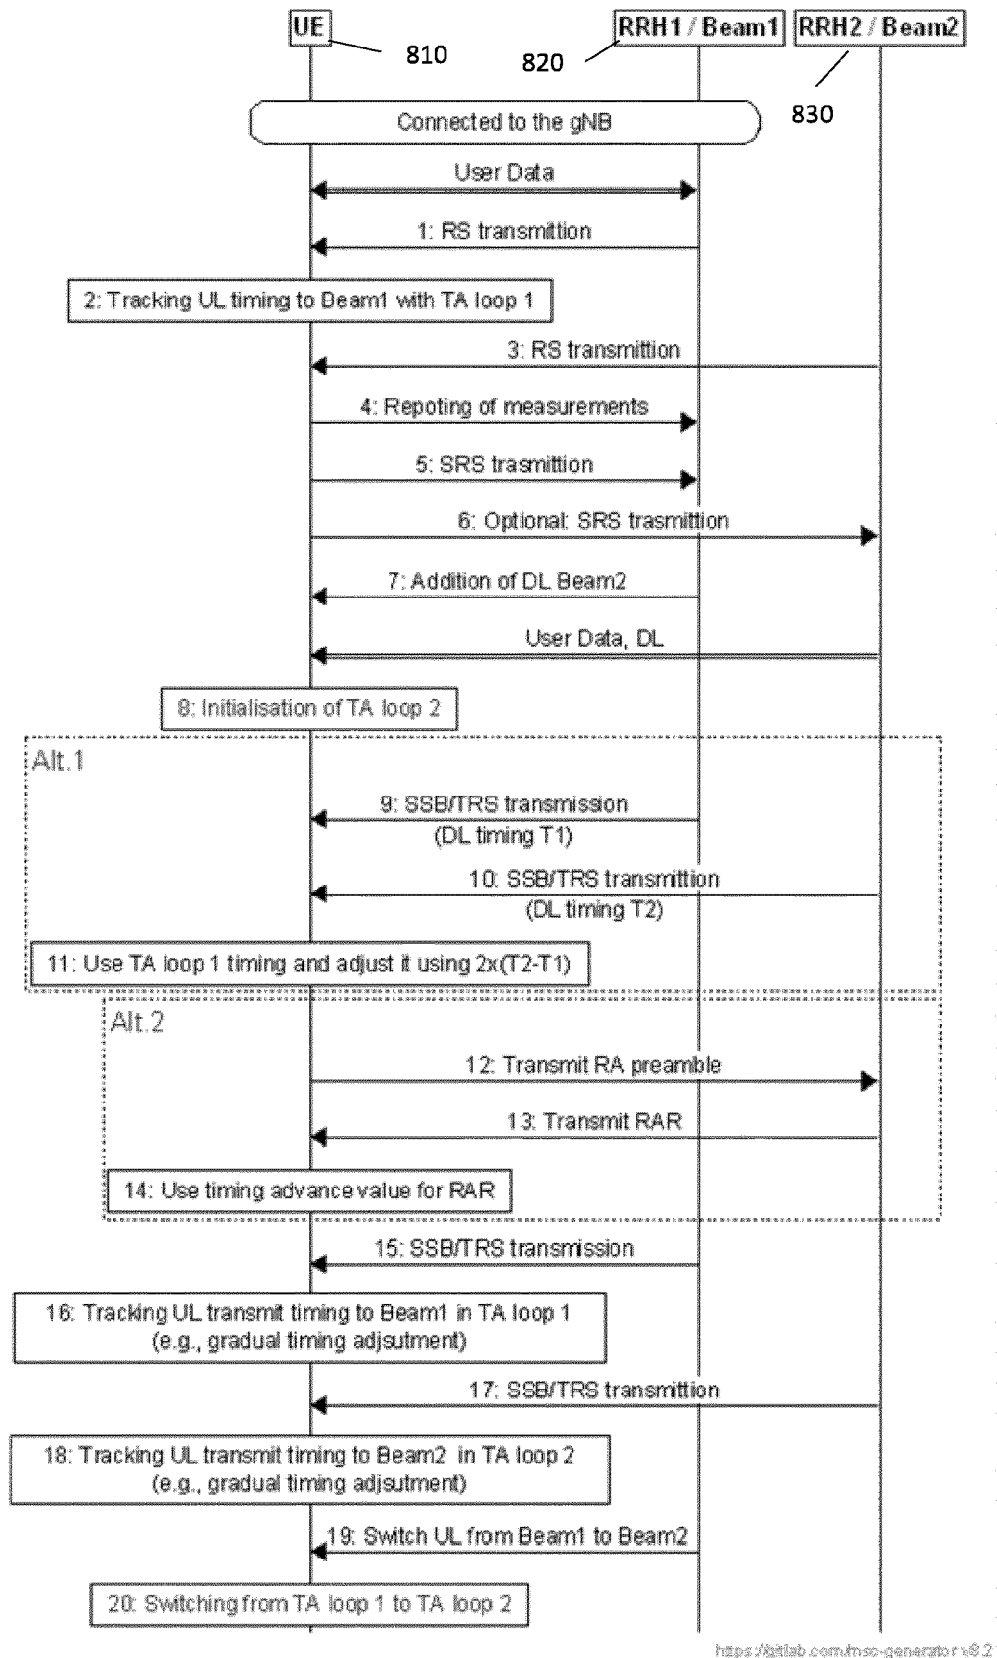 UE
RRH1 / Beam1
RRH2 / Beam2
810
820
830
Connected to the gNB
User Data
1: RS transmittion
2: Tracking UL timing to Beam1 with TA loop 1
3: RS transmittion
4: Repoting of measurements
5: SRS trasmittion
6: Optional: SRS trasmittion
7: Addition of DL Beam2
User Data, DL
8: Initialisation of TA loop 2
Alt.1
9: SSB/TRS transmission
(DL timing T1)
10: SSB/TRS transmittion
(DL timing T2)
11: Use TA loop 1 timing and adjust it using 2x(T2-T1)
Alt.2
12: Transmit RA preamble
13: Transmit RAR
14: Use timing advance value for RAR
15: SSB/TRS transmission
16: Tracking UL transmit timing to Beam1 in TA loop 1
(e.g., gradual timing adjsutment)
17: SSB/TRS transmittion
18: Tracking UL transmit timing to Beam2 in TA loop 2
(e.g., gradual timing adjsutment)
19: Switch UL from Beam1 to Beam2
20: Switching from TA loop 1 to TA loop 2
https://gitlab.com/msc-generator v8.2